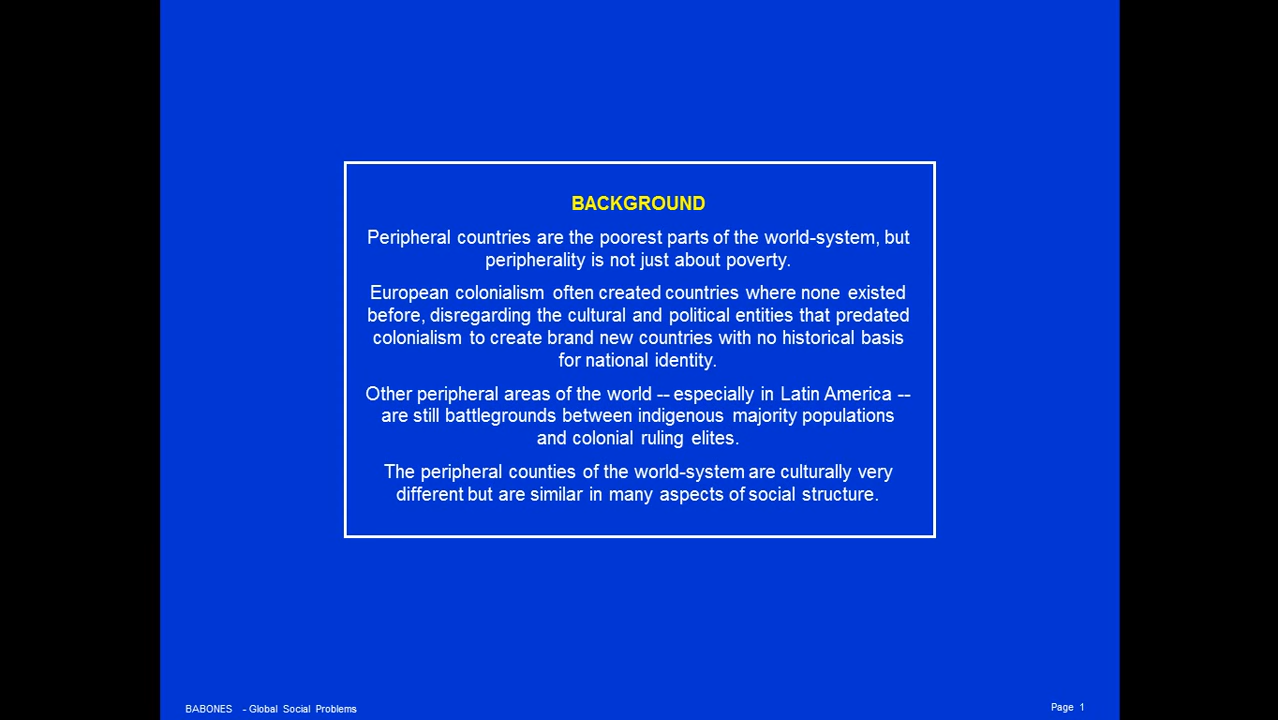 BACKGROUND
Peripheral countries are the poorest parts of the world-system, but
peripherality is not just about poverty.
European colonialism often created countries where none existed
before, disregarding the cultural and political entities that predated
colonialism to create brand new countries with no historical basis
for national identity.
Other peripheral areas of the world -- especially in Latin America --
are still battlegrounds between indigenous majority populations
and colonial ruling elites.
The peripheral counties of the world-system are culturally very
different but are similar in many aspects of social structure.
BABONES - Global Social Problems
Page 1